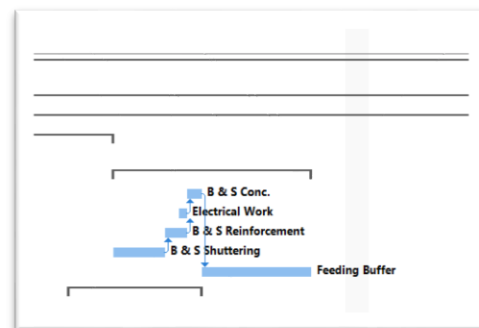 B & S Conc.
Electrical Work
B & S Reinforcement
B & S Shuttering
Feeding Buffer